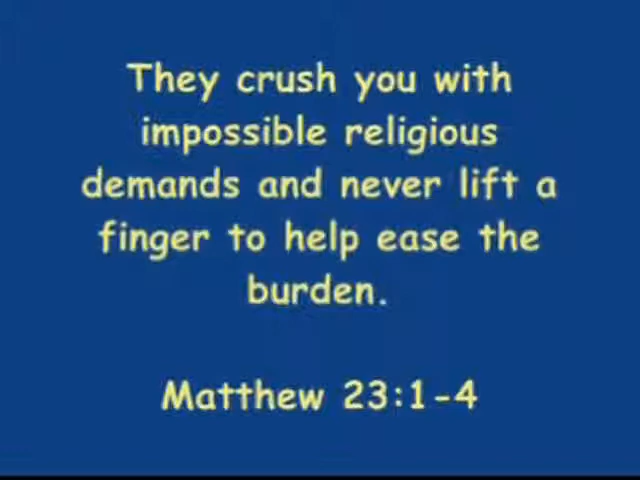 They crush you with
impossible religious
demands and never lift a
finger to help ease the
burden.
Matthew 23:1-4